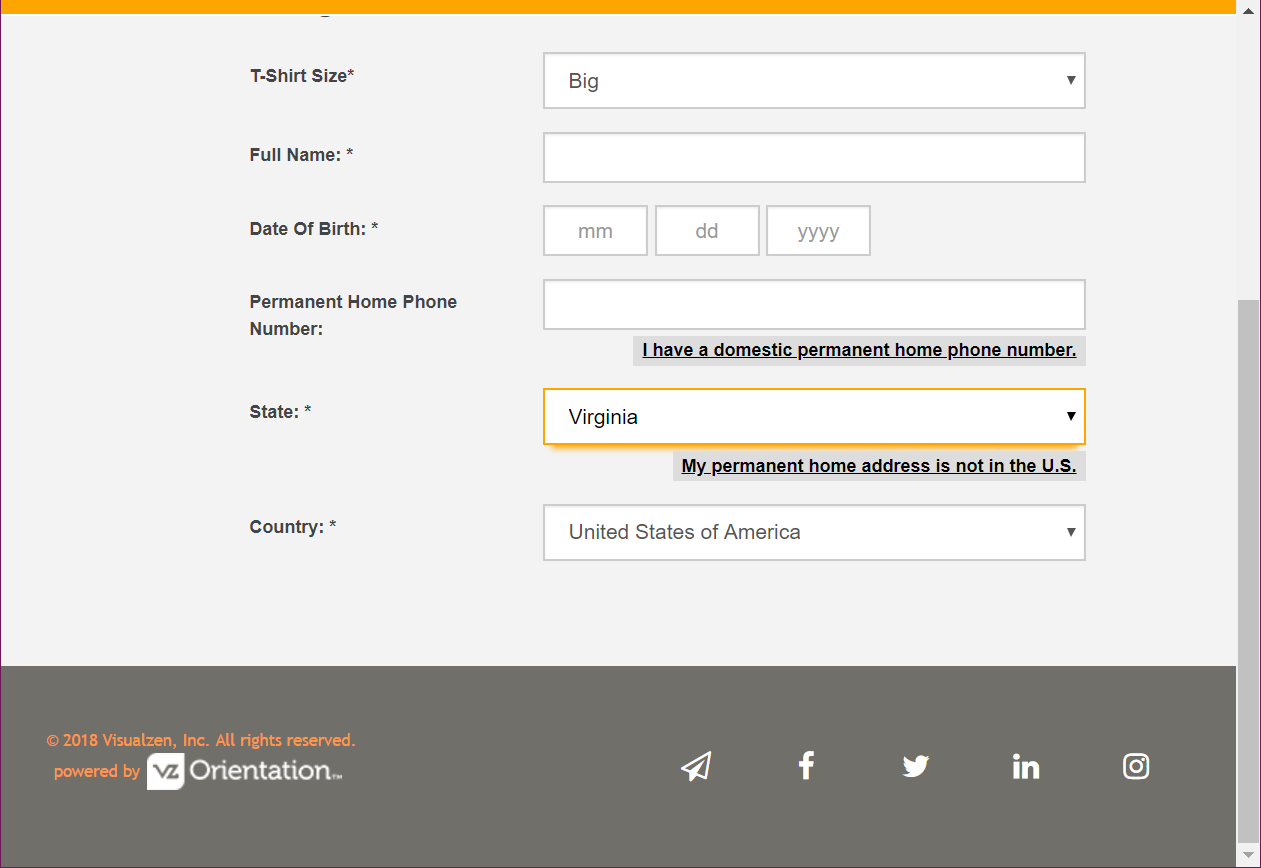 T-Shirt Size*
Big
Full Name: *
Date Of Birth: *
mm dd yyyy
Permanent Home Phone
Number:
I have a domestic permanent home phone number.
State: *
Virginia
My permanent home address is not in the U.S.
Country: *
United States of America
© 2018 Visualzen, Inc. All rights reserved.
powered by VZ Orientation™